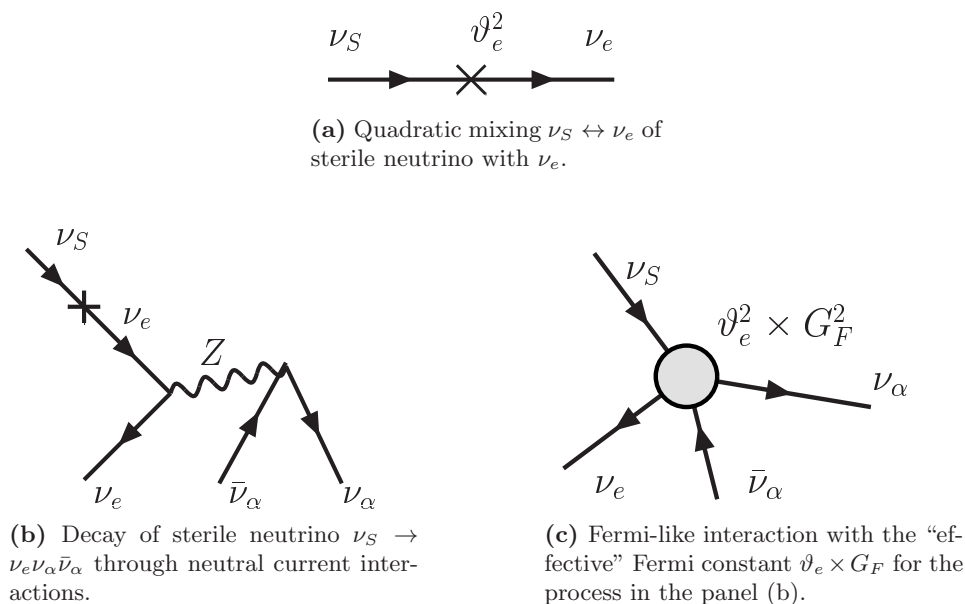 ν_S ϑ_e^2 ν_e
(a) Quadratic mixing ν_S ↔ ν_e of
sterile neutrino with ν_e.
ν_S
ν_e
Z
ν_e ν̄_α ν_α
(b) Decay of sterile neutrino ν_S →
ν_e ν_α ν̄_α through neutral current inter-
actions.
ν_S
ϑ_e^2 × G_F^2
ν_α
ν_e ν̄_α
(c) Fermi-like interaction with the “ef-
fective” Fermi constant ϑ_e × G_F for the
process in the panel (b).